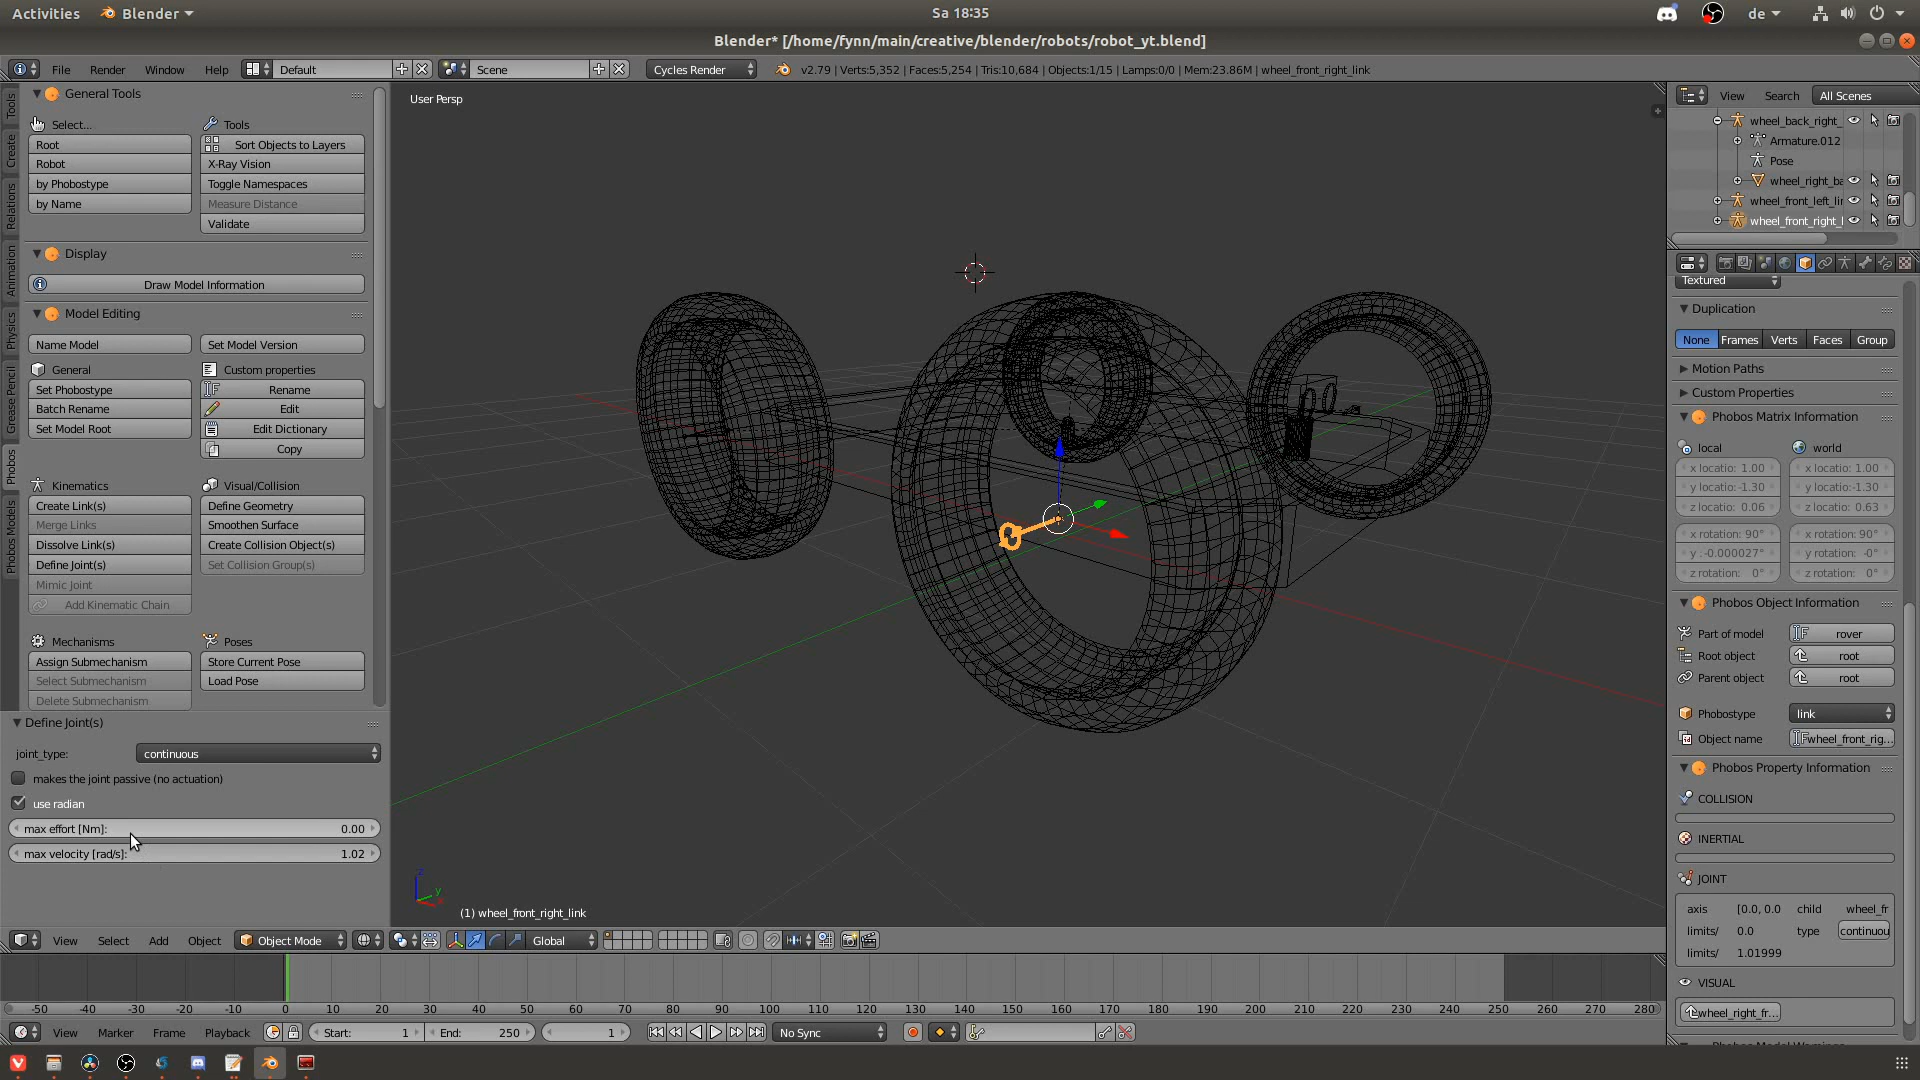 Activities Blender Sa 18:35 de
Blender* [/home/fynn/main/creative/blender/robots/robot_yt.blend]
File Render Window Help Default Scene Cycles Render v2.79 | Verts:5,352 | Faces:5,254 | Tris:10,684 | Objects:1/15 | Lamps:0/0 | Mem:23.86M | wheel_front_right_link
Tools
Create
Relations
Animation
Physics
Grease Pencil
Phobos
Phobos Models
General Tools
Select... Tools
Root Sort Objects to Layers
Robot X-Ray Vision
by Phobostype Toggle Namespaces
by Name Measure Distance
Validate
Display
Draw Model Information
Model Editing
Name Model Set Model Version
General Custom properties
Set Phobostype Rename
Batch Rename Edit
Set Model Root Edit Dictionary
Copy
Kinematics Visual/Collision
Create Link(s) Define Geometry
Merge Links Smoothen Surface
Dissolve Link(s) Create Collision Object(s)
Define Joint(s) Set Collision Group(s)
Mimic Joint
Add Kinematic Chain
Mechanisms Poses
Assign Submechanism Store Current Pose
Select Submechanism Load Pose
Delete Submechanism
Define Joint(s)
joint_type: continuous
makes the joint passive (no actuation)
use radian
max effort [Nm]: 0.00
max velocity [rad/s]: 1.02
User Persp
z
y
(1) wheel_front_right_link
View Select Add Object Object Mode Global
-50 -40 -30 -20 -10 0 10 20 30 40 50 60 70 80 90 100 110 120 130 140 150 160 170 180 190 200 210 220 230 240 250 260 270 280
View Marker Frame Playback Start: 1 End: 250 1 No Sync
View Search All Scenes
wheel_back_right_
Armature.012
Pose
wheel_right_ba
wheel_front_left_lir
wheel_front_right_l
Textured
Duplication
None Frames Verts Faces Group
Motion Paths
Custom Properties
Phobos Matrix Information
local world
x locatio: 1.00 x locatio: 1.00
y locatio:-1.30 y locatio:-1.30
z locatio: 0.06 z locatio: 0.63
x rotation: 90° x rotation: 90°
y :-0.000027° y rotation: -0°
z rotation: 0° z rotation: 0°
Phobos Object Information
Part of model rover
Root object root
Parent object root
Phobostype link
Object name wheel_front_rig...
Phobos Property Information
COLLISION
INERTIAL
JOINT
axis [0.0, 0.0 child wheel_fr
limits/ 0.0 type continuou
limits/ 1.01999
VISUAL
wheel_right_fr...